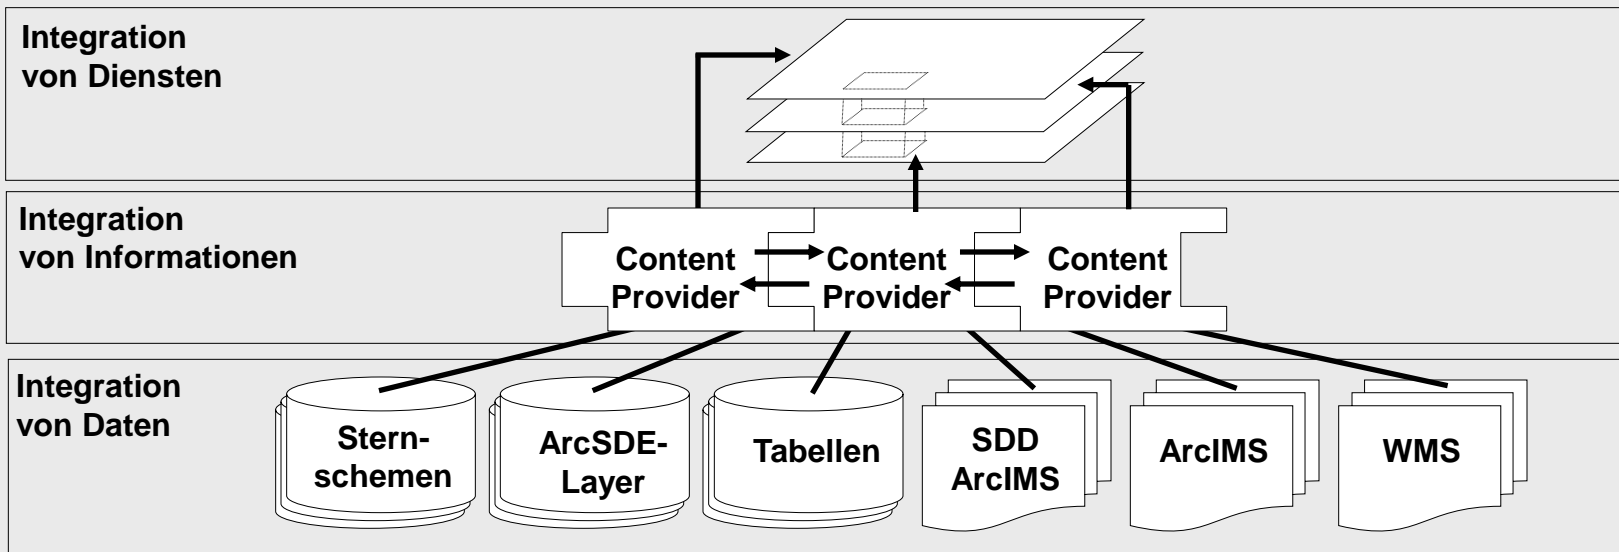 Integration
von Diensten
Integration
von Informationen
Content
Provider
Content
Provider
Content
Provider
Integration
von Daten
Stern-
schemen
ArcSDE-
Layer
Tabellen
SDD
ArcIMS
ArcIMS
WMS